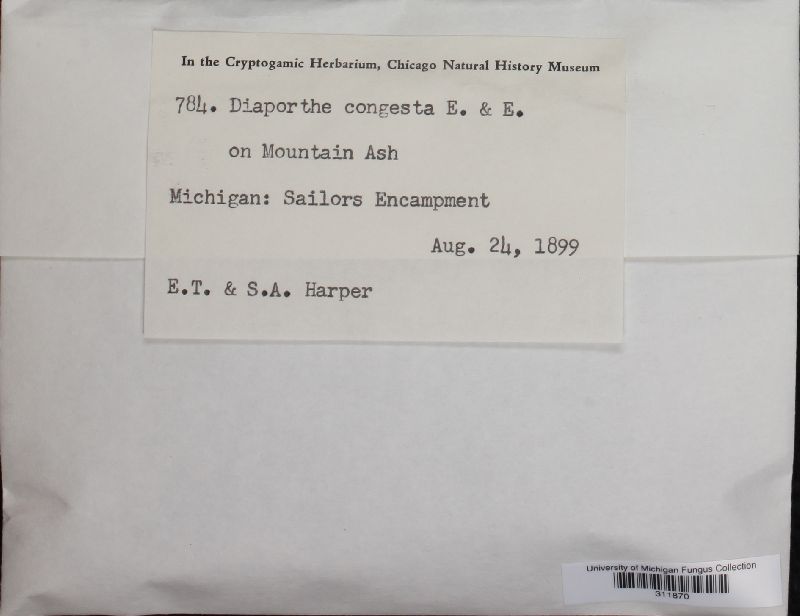 In the Cryptogamic Herbarium, Chicago Natural History Museum
784. Diaporthe congesta E. & E.
on Mountain Ash
Michigan: Sailors Encampment
Aug. 24, 1899
E.T. & S.A. Harper
University of Michigan Fungus Collection
311870